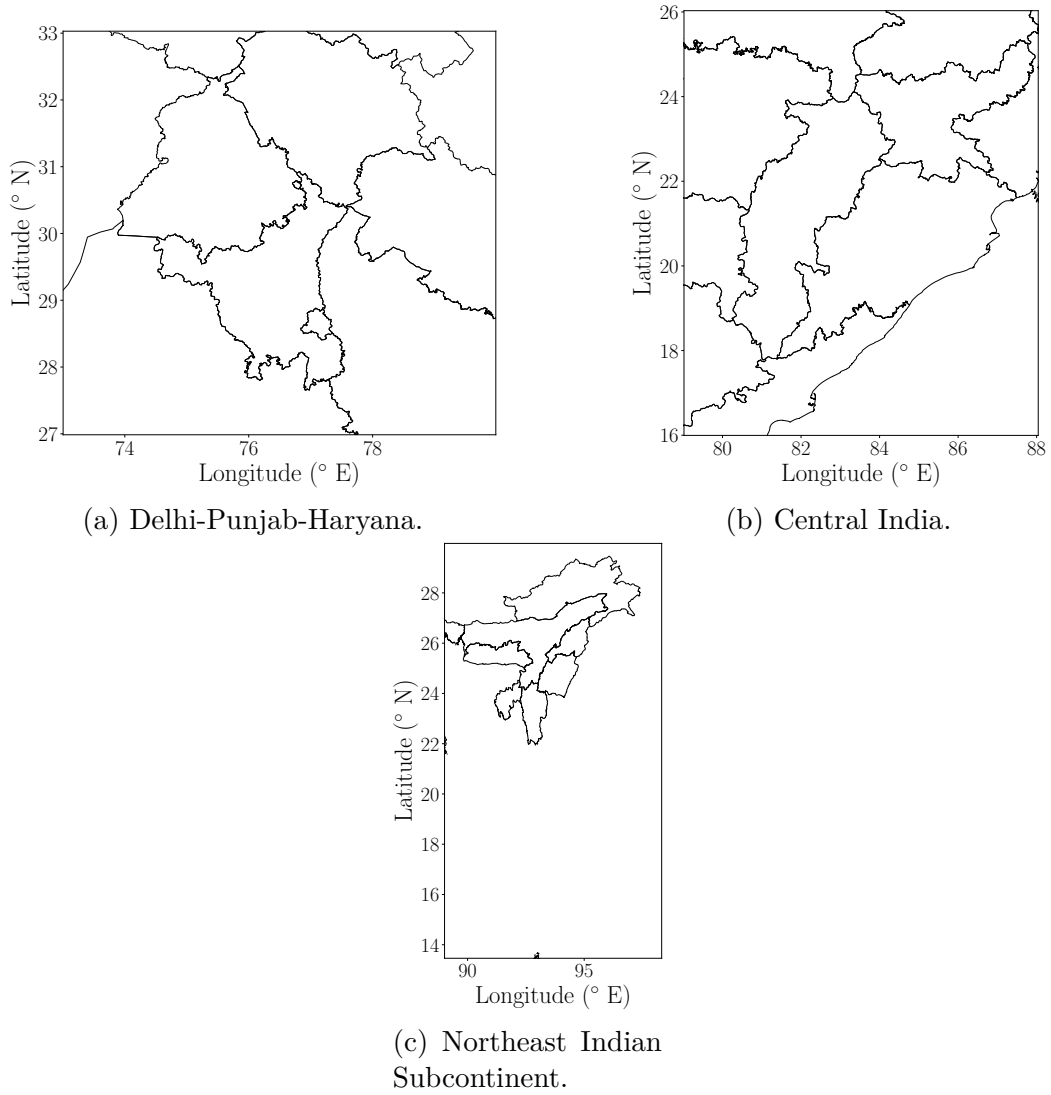 33
32
31
30
29
28
27
Latitude (° N)
74 76 78
Longitude (° E)
(a) Delhi-Punjab-Haryana.
26
24
22
20
18
16
Latitude (° N)
80 82 84 86 88
Longitude (° E)
(b) Central India.
28
26
24
22
20
18
16
14
Latitude (° N)
90 95
Longitude (° E)
(c) Northeast Indian
Subcontinent.